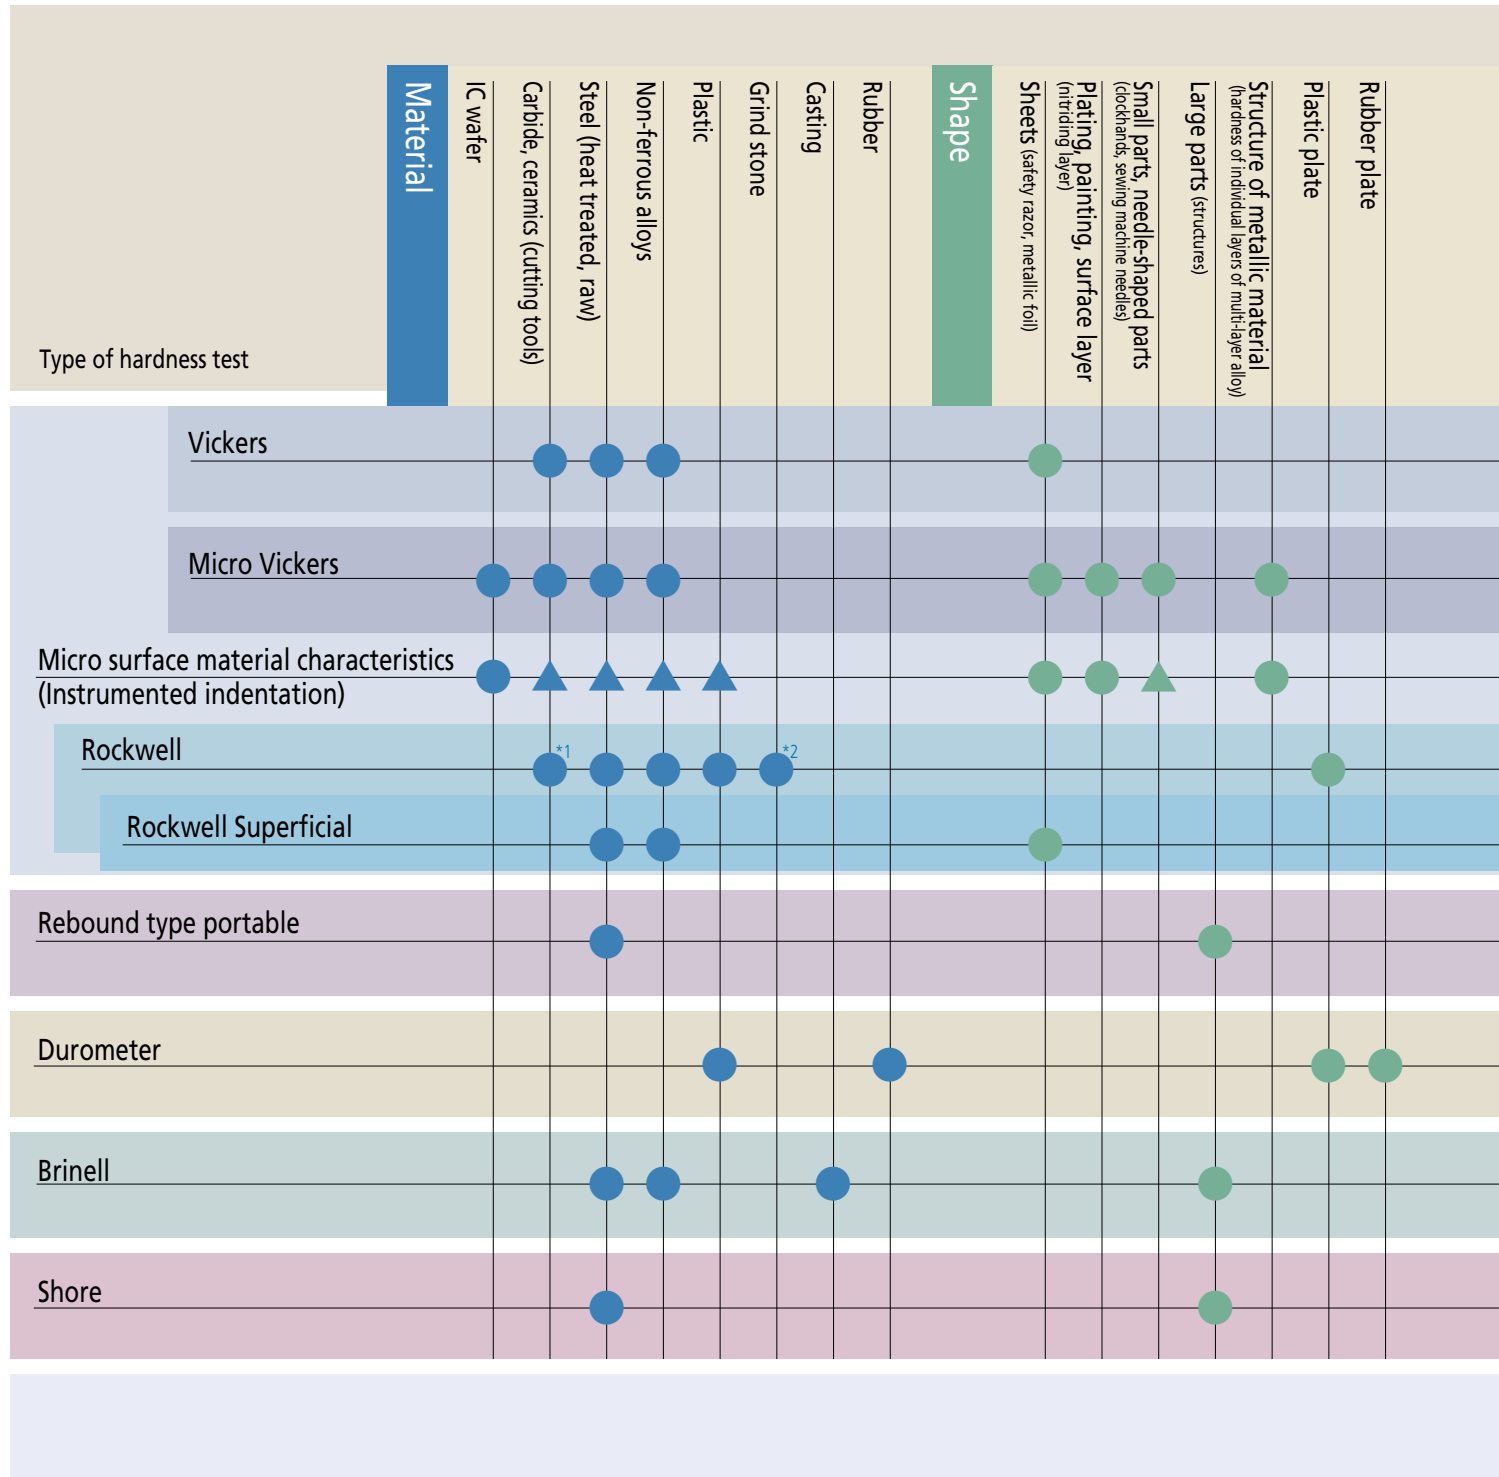 Material
IC wafer
Carbide, ceramics (cutting tools)
Steel (heat treated, raw)
Non-ferrous alloys
Plastic
Grind stone
Casting
Rubber
Shape
Sheets (safety razor, metallic foil)
Plating, painting, surface layer
(nitriding layer)
Small parts, needle-shaped parts
(clockhands, sewing machine needles)
Large parts (structures)
Structure of metallic material
(hardness of individual layers of multi-layer alloy)
Plastic plate
Rubber plate
Type of hardness test
Vickers
Micro Vickers
Micro surface material characteristics
(Instrumented indentation)
Rockwell
*1
*2
Rockwell Superficial
Rebound type portable
Durometer
Brinell
Shore